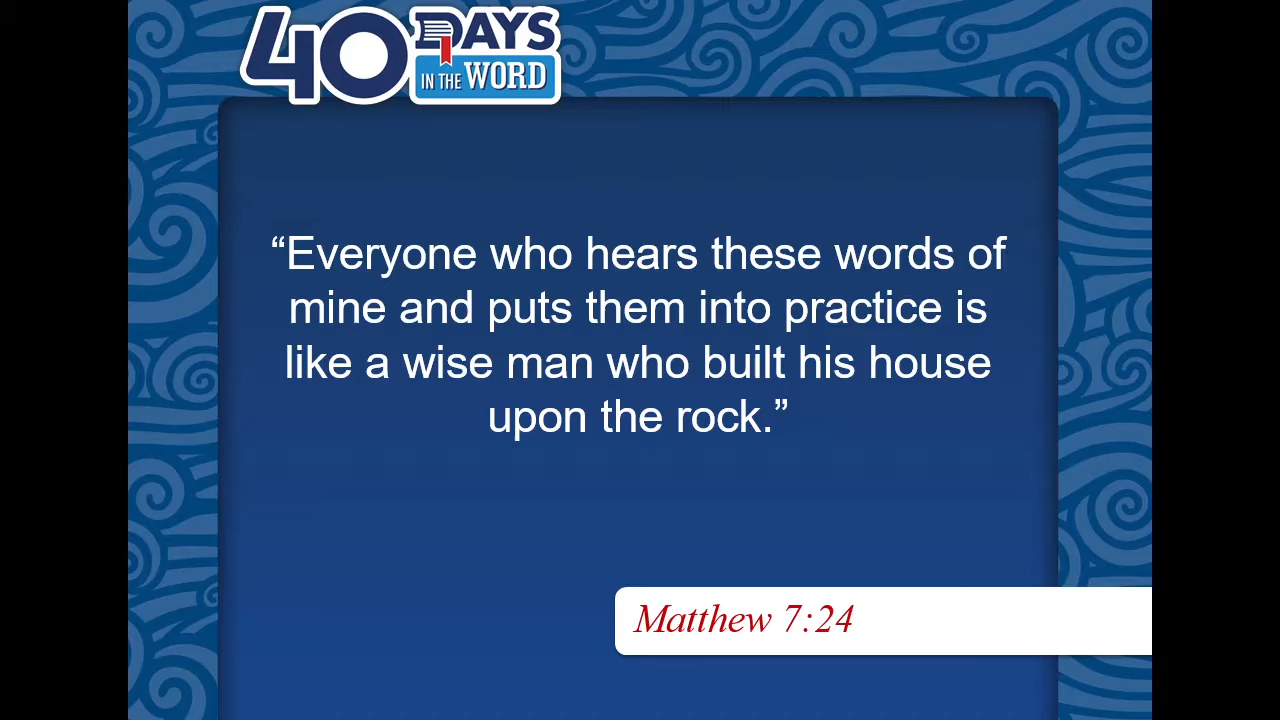 40 DAYS
IN THE WORD
“Everyone who hears these words of
mine and puts them into practice is
like a wise man who built his house
upon the rock.”
Matthew 7:24